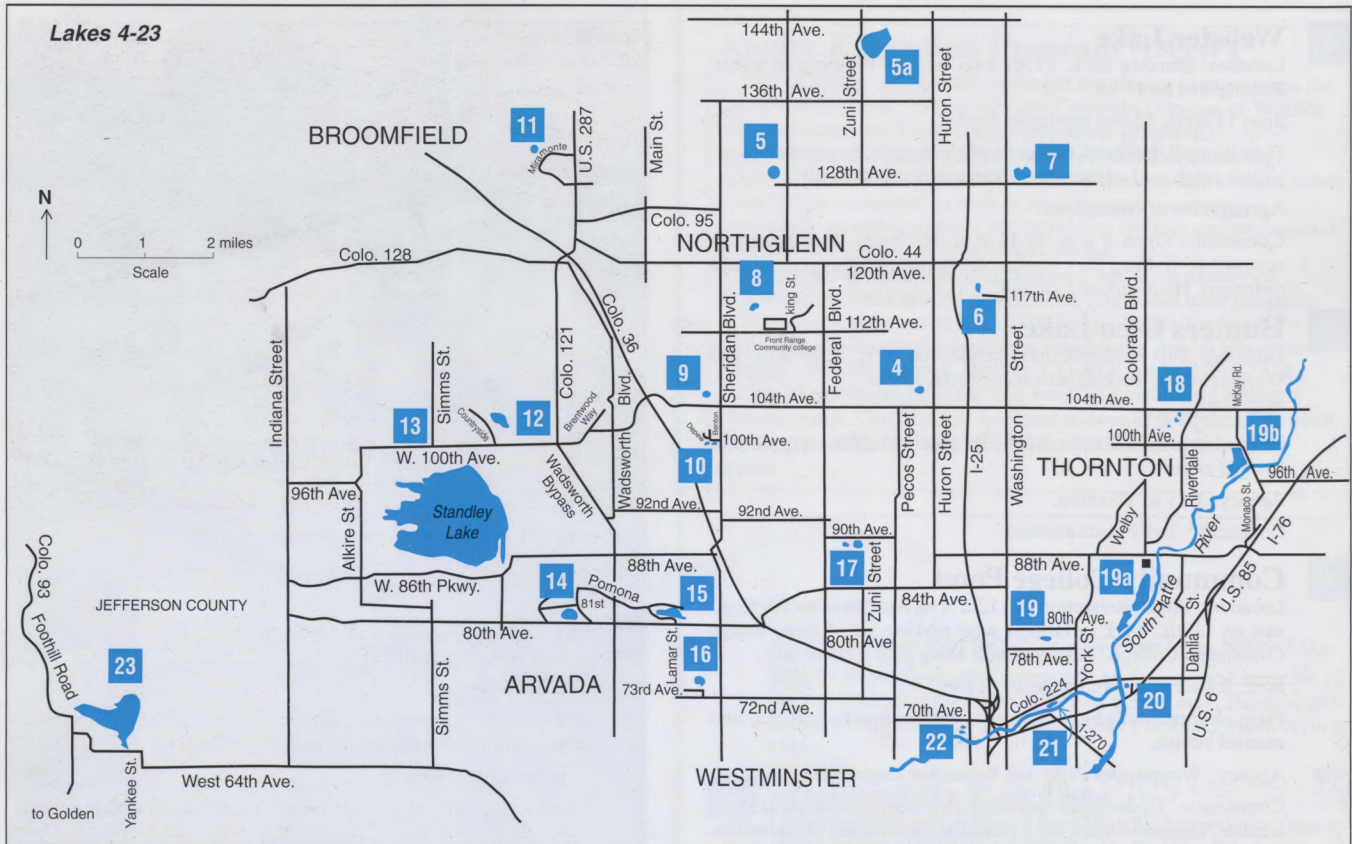 Lakes 4-23
144th Ave.
5a
136th Ave.
Zuni Street
Huron Street
BROOMFIELD
11
U.S. 287
Main St.
Miramonte
5
7
128th Ave.
N
0 1 2 miles
Scale
Colo. 95
NORTHGLENN
Colo. 44
Colo. 128
120th Ave.
8
king St.
117th Ave.
6
Sheridan Blvd.
Federal Blvd.
112th Ave.
Front Range
Community college
Colorado Blvd.
Indiana Street
Simms St.
Colo. 121
Colo. 36
Wadsworth Blvd.
9
4
104th Ave.
18
104th Ave.
McKay Rd.
13
Countryside
12
Brentwood
Way
Depew
Benton
100th Ave.
100th Ave.
19b
W. 100th Ave.
10
Pecos Street
Huron Street
I-25
Washington Street
THORNTON
Riverdale
96th Ave.
96th Ave.
Alkire St
Standley
Lake
Wadsworth
Bypass
92nd Ave.
92nd Ave.
Welby
Monaco St.
I-76
90th Ave.
17
Zuni Street
88th Ave.
88th Ave.
19a
South Platte River
U.S. 85
Colo. 93
W. 86th Pkwy.
14
Pomona
81st
15
84th Ave.
JEFFERSON COUNTY
80th Ave.
80th Ave
19
80th Ave.
Dahlia St.
Foothill Road
23
Lamar St.
16
78th Ave.
York St.
ARVADA
73rd Ave.
Simms St.
72nd Ave.
70th Ave.
Colo. 224
20
U.S. 6
22
21
I-270
WESTMINSTER
West 64th Ave.
Yankee St.
to Golden